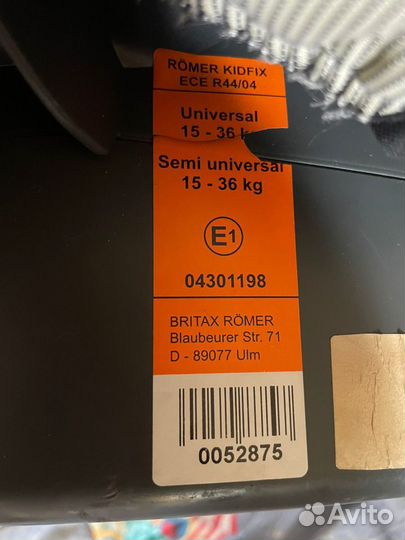 RÖMER KIDFIX
ECE R44/04
Universal
15 - 36 k
Semi universal
15 - 36 kg
E1
04301198
BRITAX RÖMER
Blaubeurer Str. 71
D - 89077 Ulm
0052875
Avito